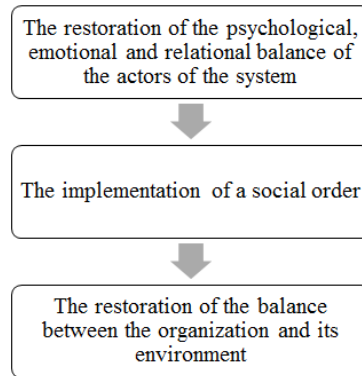 The restoration of the psychological,
emotional and relational balance of
the actors of the system
The implementation of a social order
The restoration of the balance
between the organization and its
environment